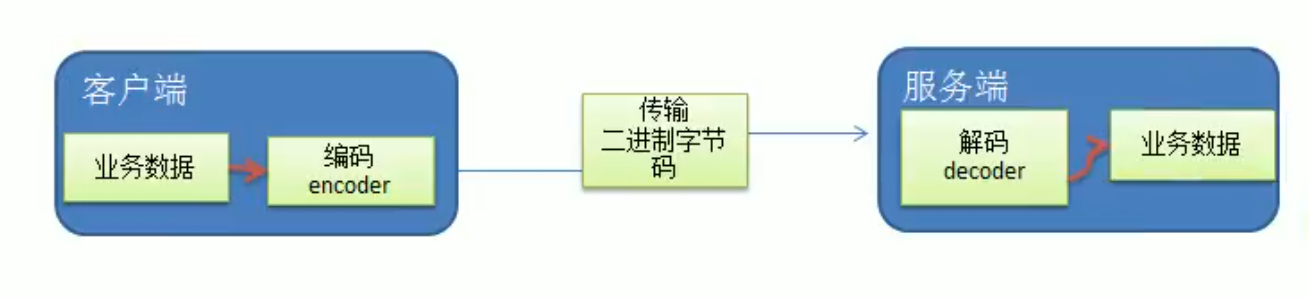 客户端
业务数据
编码
encoder
传输
二进制字节
码
服务端
解码
decoder
业务数据